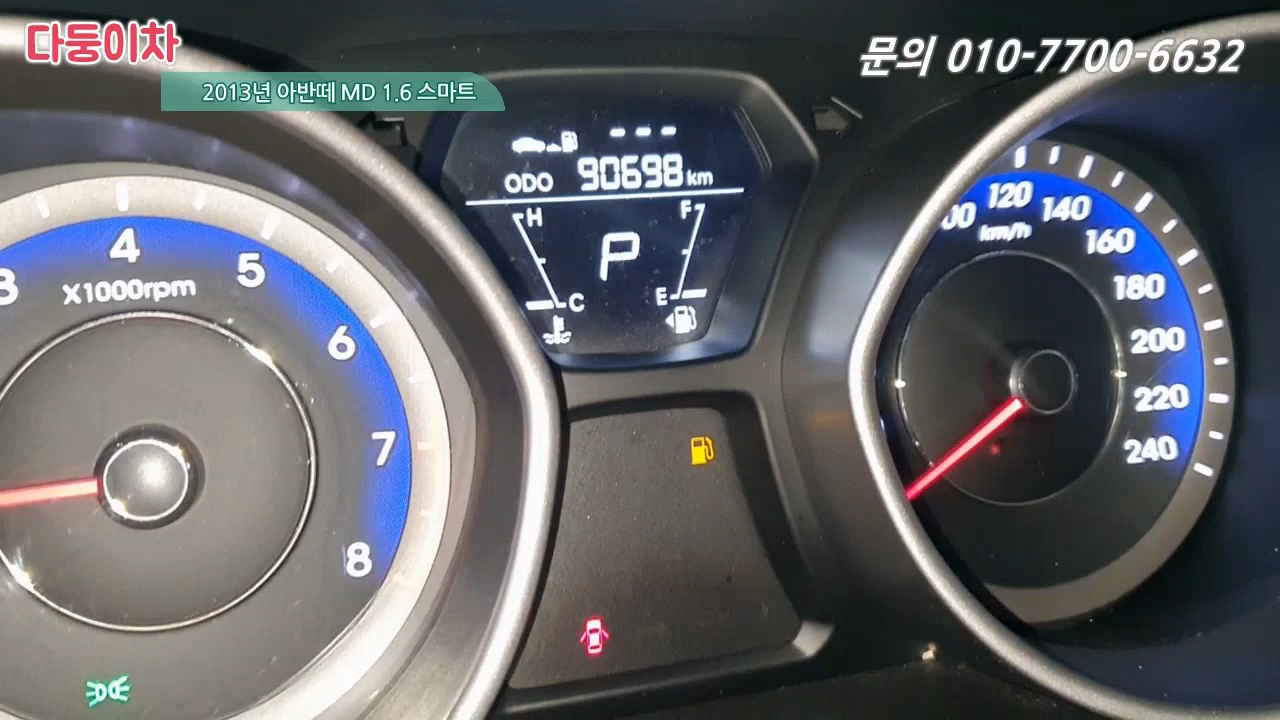 다둥이차
문의 010-7700-6632
2013년 아반떼 MD 1.6 스마트
--- 
ODO 90698 km
H F
P
C E
3 4 5 6 7 8
X1000rpm
00 120 140 160 180 200 220 240
km/h